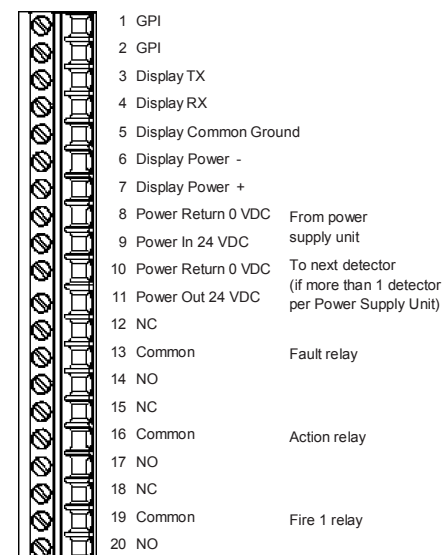 1 GPI
2 GPI
3 Display TX
4 Display RX
5 Display Common Ground
6 Display Power -
7 Display Power +
8 Power Return 0 VDC
From power
supply unit
9 Power In 24 VDC
10 Power Return 0 VDC
To next detector
(if more than 1 detector
per Power Supply Unit)
11 Power Out 24 VDC
12 NC
13 Common
Fault relay
14 NO
15 NC
16 Common
Action relay
17 NO
18 NC
19 Common
Fire 1 relay
20 NO